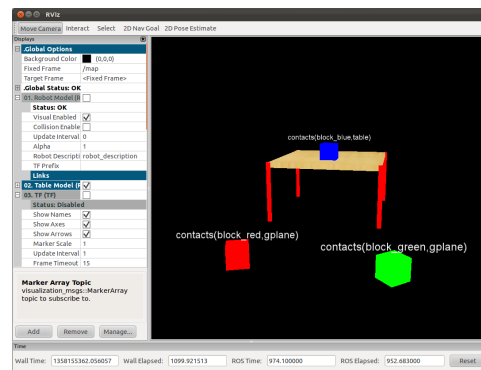 RViz
Move Camera Interact Select 2D Nav Goal 2D Pose Estimate
Displays
.Global Options
Background Color (0,0,0)
Fixed Frame /map
Target Frame <Fixed Frame>
.Global Status: OK
01. Robot Model (R
Status: OK
Visual Enabled
Collision Enable
Update Interval 0
Alpha 1
Robot Descripti robot_description
TF Prefix
Links
02. Table Model (F
03. TF (TF)
Status: Disabled
Show Names
Show Axes
Show Arrows
Marker Scale 1
Update Interval 1
Frame Timeout 15
Marker Array Topic
visualization_msgs::MarkerArray
topic to subscribe to.
Add Remove Manage...
contacts(block_blue,table)
contacts(block_red,gplane)
contacts(block_green,gplane)
Time
Wall Time: 1358155362.056057 Wall Elapsed: 1099.921513 ROS Time: 974.100000 ROS Elapsed: 952.683000 Reset